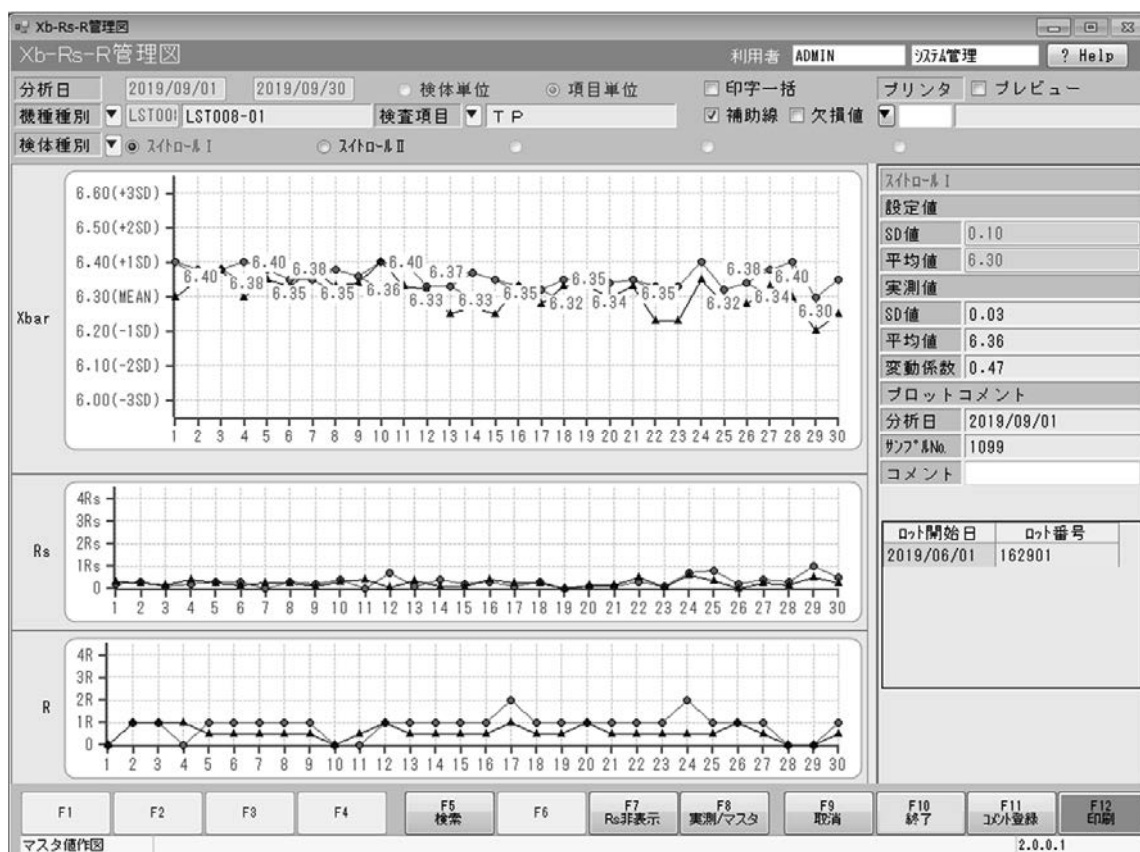 Xb-Rs-R管理図
Xb-Rs-R管理図 利用者 ADMIN システム管理 ? Help
分析日 2019/09/01 2019/09/30 検体単位 項目単位 印字一括 プリンタ プレビュー
機種種別 ▼ LST008 LST008-01 検査項目 ▼ TP 補助線 欠損値 ▼
検体種別 ▼ スイトロールⅠ スイトロールⅡ
Xbar
6.60(+3SD)
6.50(+2SD)
6.40(+1SD)
6.30(MEAN)
6.20(-1SD)
6.10(-2SD)
6.00(-3SD)
6.40 6.38 6.40 6.35 6.38 6.35 6.36 6.40 6.33 6.37 6.33 6.35 6.32 6.35 6.34 6.35 6.32 6.38 6.34 6.40 6.30
1 2 3 4 5 6 7 8 9 10 11 12 13 14 15 16 17 18 19 20 21 22 23 24 25 26 27 28 29 30
Rs
4Rs
3Rs
2Rs
1Rs
0
1 2 3 4 5 6 7 8 9 10 11 12 13 14 15 16 17 18 19 20 21 22 23 24 25 26 27 28 29 30
R
4R
3R
2R
1R
0
1 2 3 4 5 6 7 8 9 10 11 12 13 14 15 16 17 18 19 20 21 22 23 24 25 26 27 28 29 30
スイトロールⅠ
設定値
SD値 0.10
平均値 6.30
実測値
SD値 0.03
平均値 6.36
変動係数 0.47
プロットコメント
分析日 2019/09/01
サンプルNo. 1099
コメント
ロット開始日 ロット番号
2019/06/01 162901
F1 F2 F3 F4 F5 検索 F6 F7 Rs非表示 F8 実測/マスタ F9 取消 F10 終了 F11 コメント登録 F12 印刷
マスタ値作図 2.0.0.1